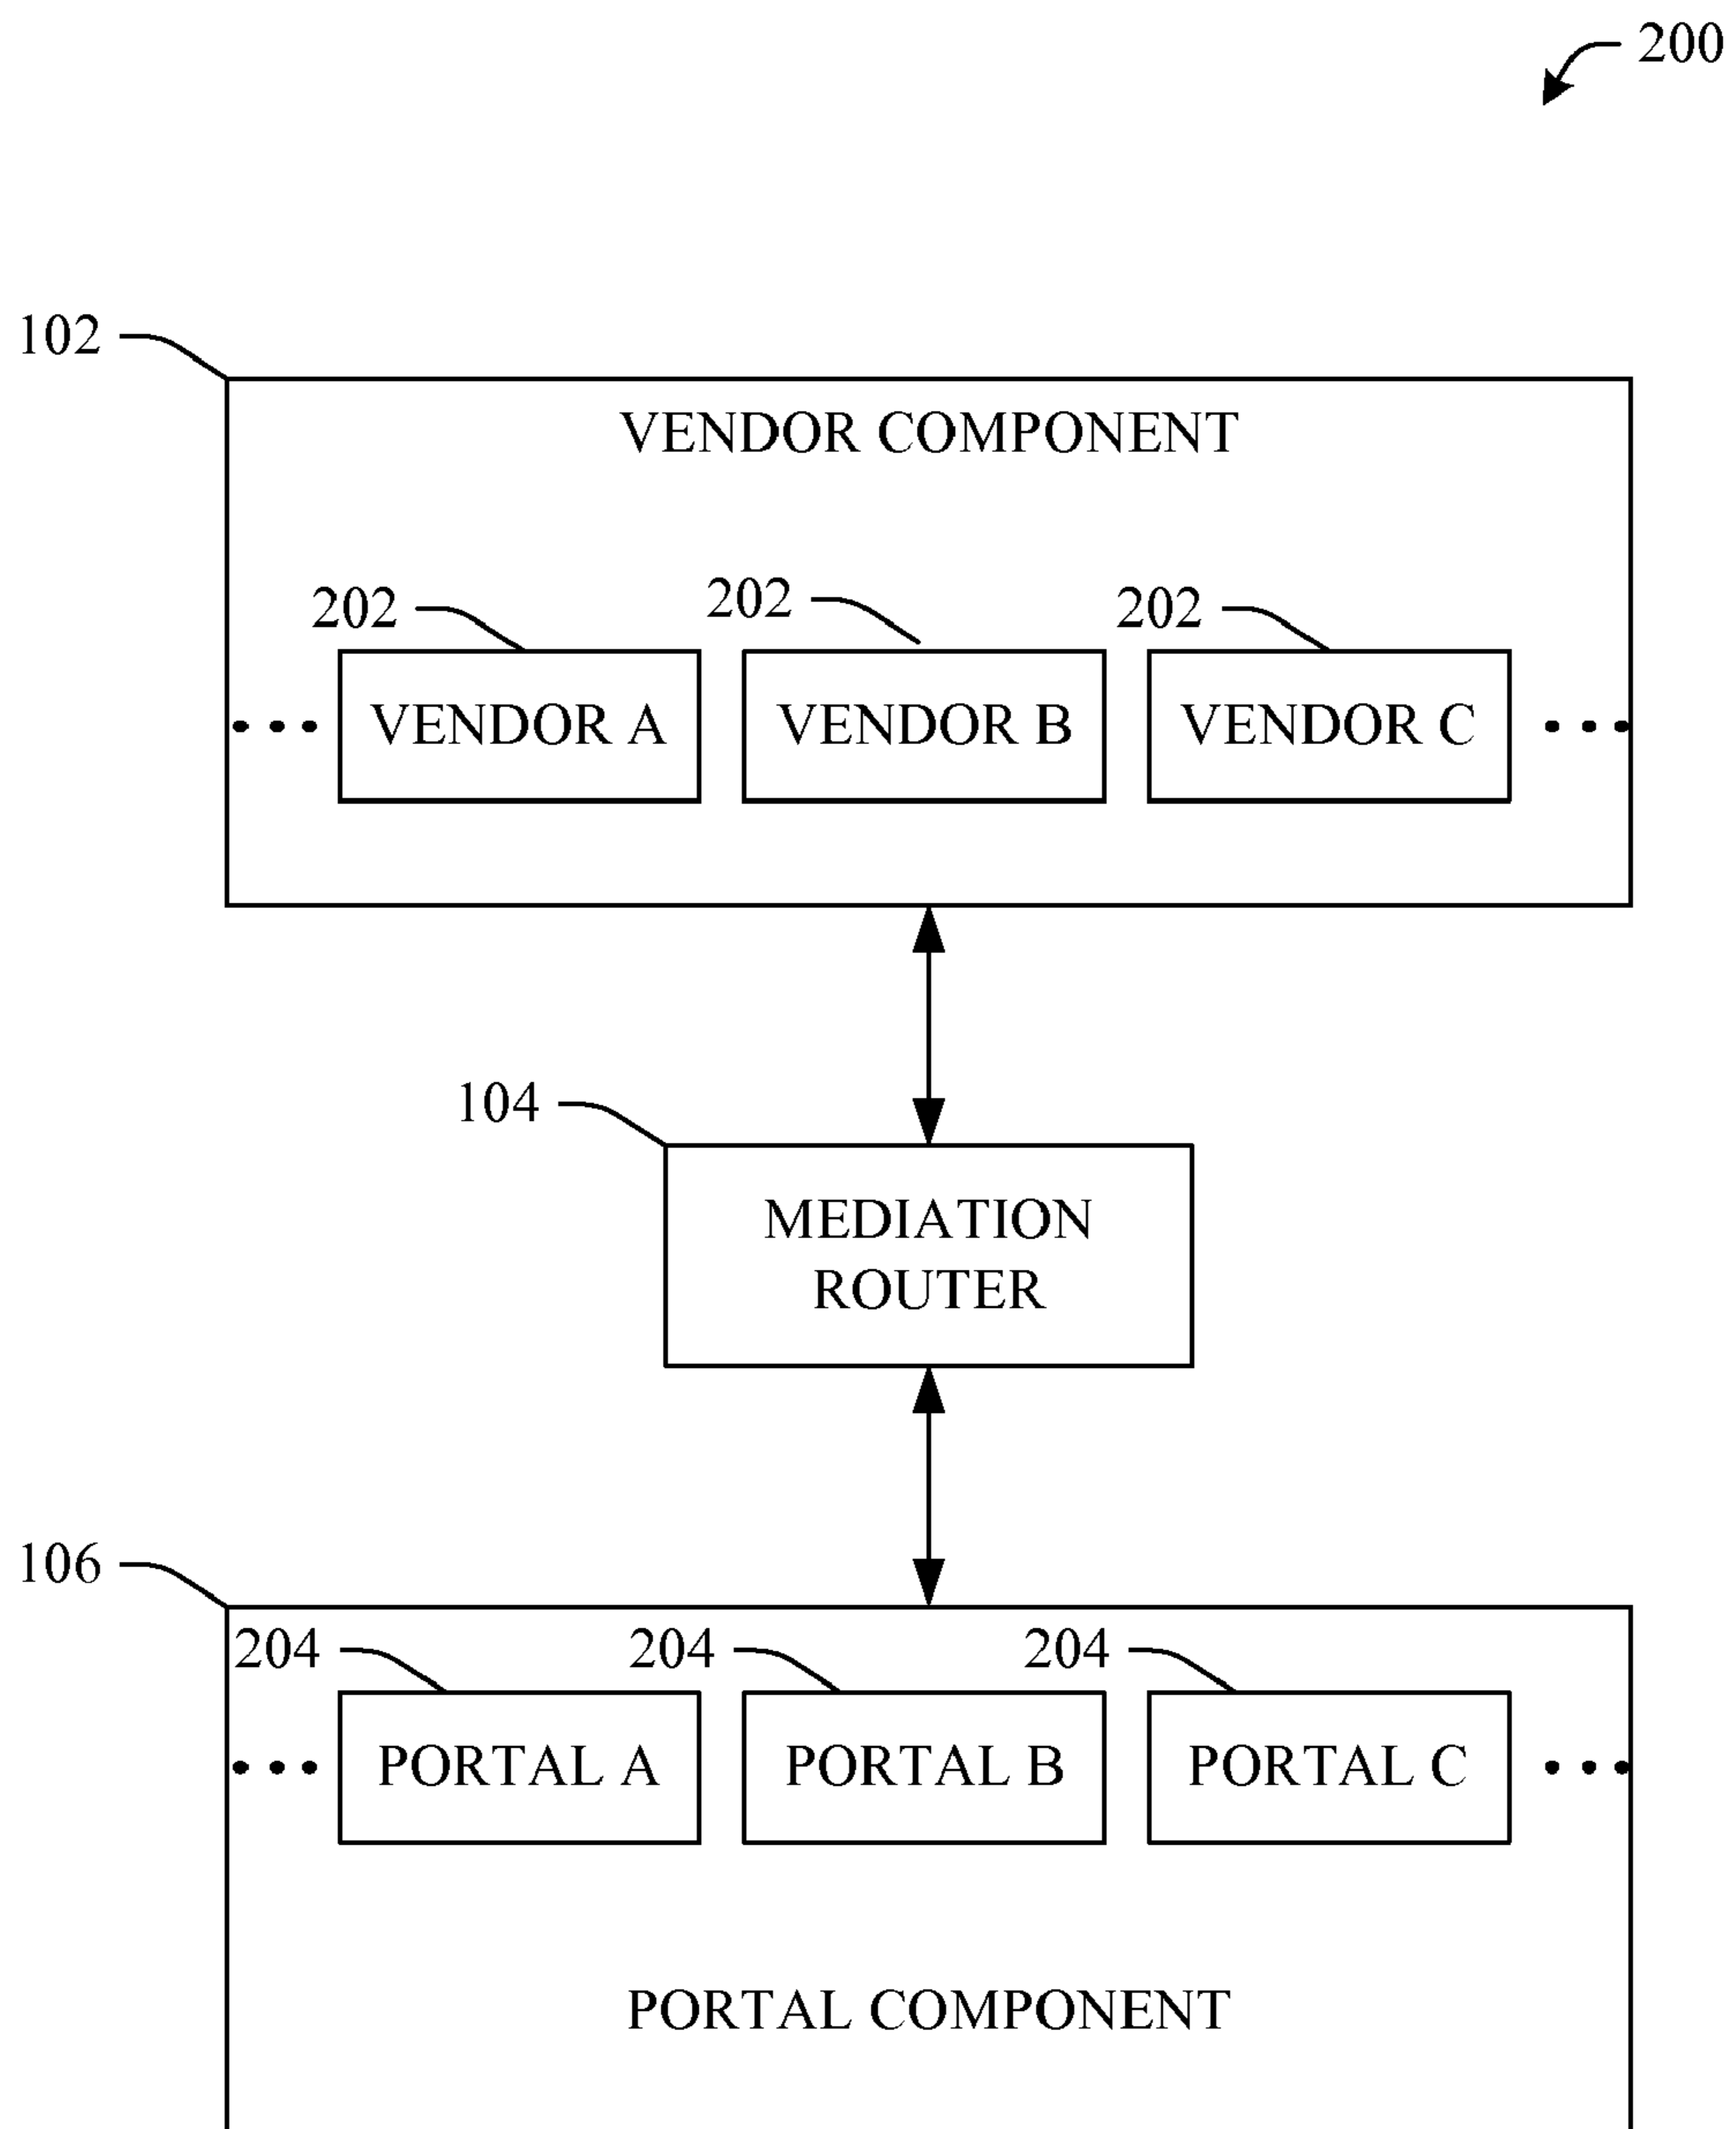 200
102
VENDOR COMPONENT
202 202 202
... VENDOR A VENDOR B VENDOR C ...
104
MEDIATION
ROUTER
106
204 204 204
... PORTAL A PORTAL B PORTAL C ...
PORTAL COMPONENT